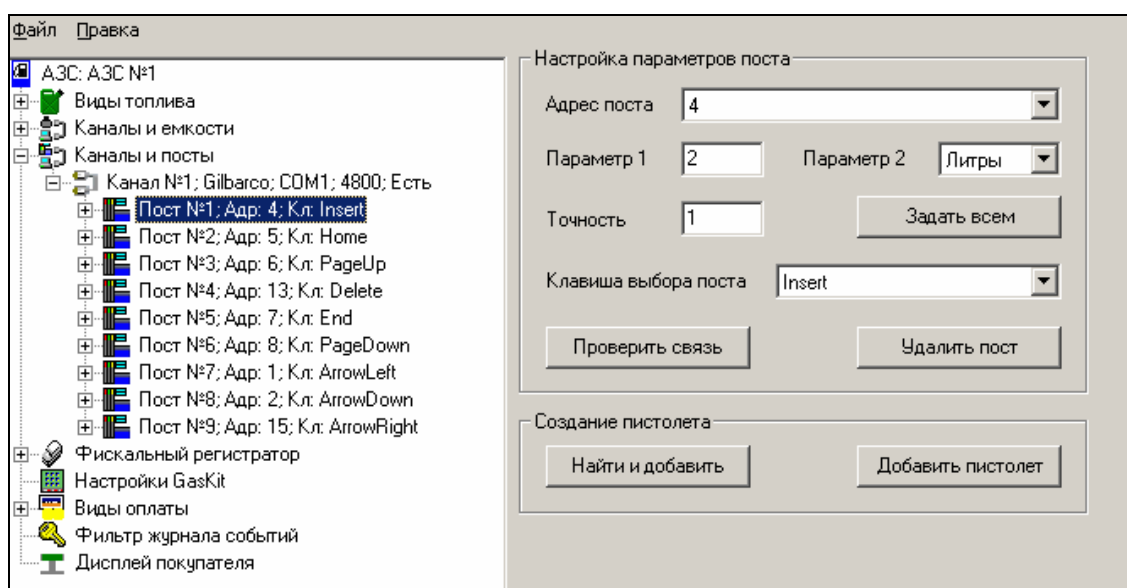 Файл Правка
АЗС: АЗС №1
Виды топлива
Каналы и емкости
Каналы и посты
Канал №1; Gilbarco; COM1; 4800; Есть
Пост №1; Адр: 4; Кл: Insert
Пост №2; Адр: 5; Кл: Home
Пост №3; Адр: 6; Кл: PageUp
Пост №4; Адр: 13; Кл: Delete
Пост №5; Адр: 7; Кл: End
Пост №6; Адр: 8; Кл: PageDown
Пост №7; Адр: 1; Кл: ArrowLeft
Пост №8; Адр: 2; Кл: ArrowDown
Пост №9; Адр: 15; Кл: ArrowRight
Фискальный регистратор
Настройки GasKit
Виды оплаты
Фильтр журнала событий
Дисплей покупателя
Настройка параметров поста
Адрес поста 4
Параметр 1 2 Параметр 2 Литры
Точность 1 Задать всем
Клавиша выбора поста Insert
Проверить связь Удалить пост
Создание пистолета
Найти и добавить Добавить пистолет